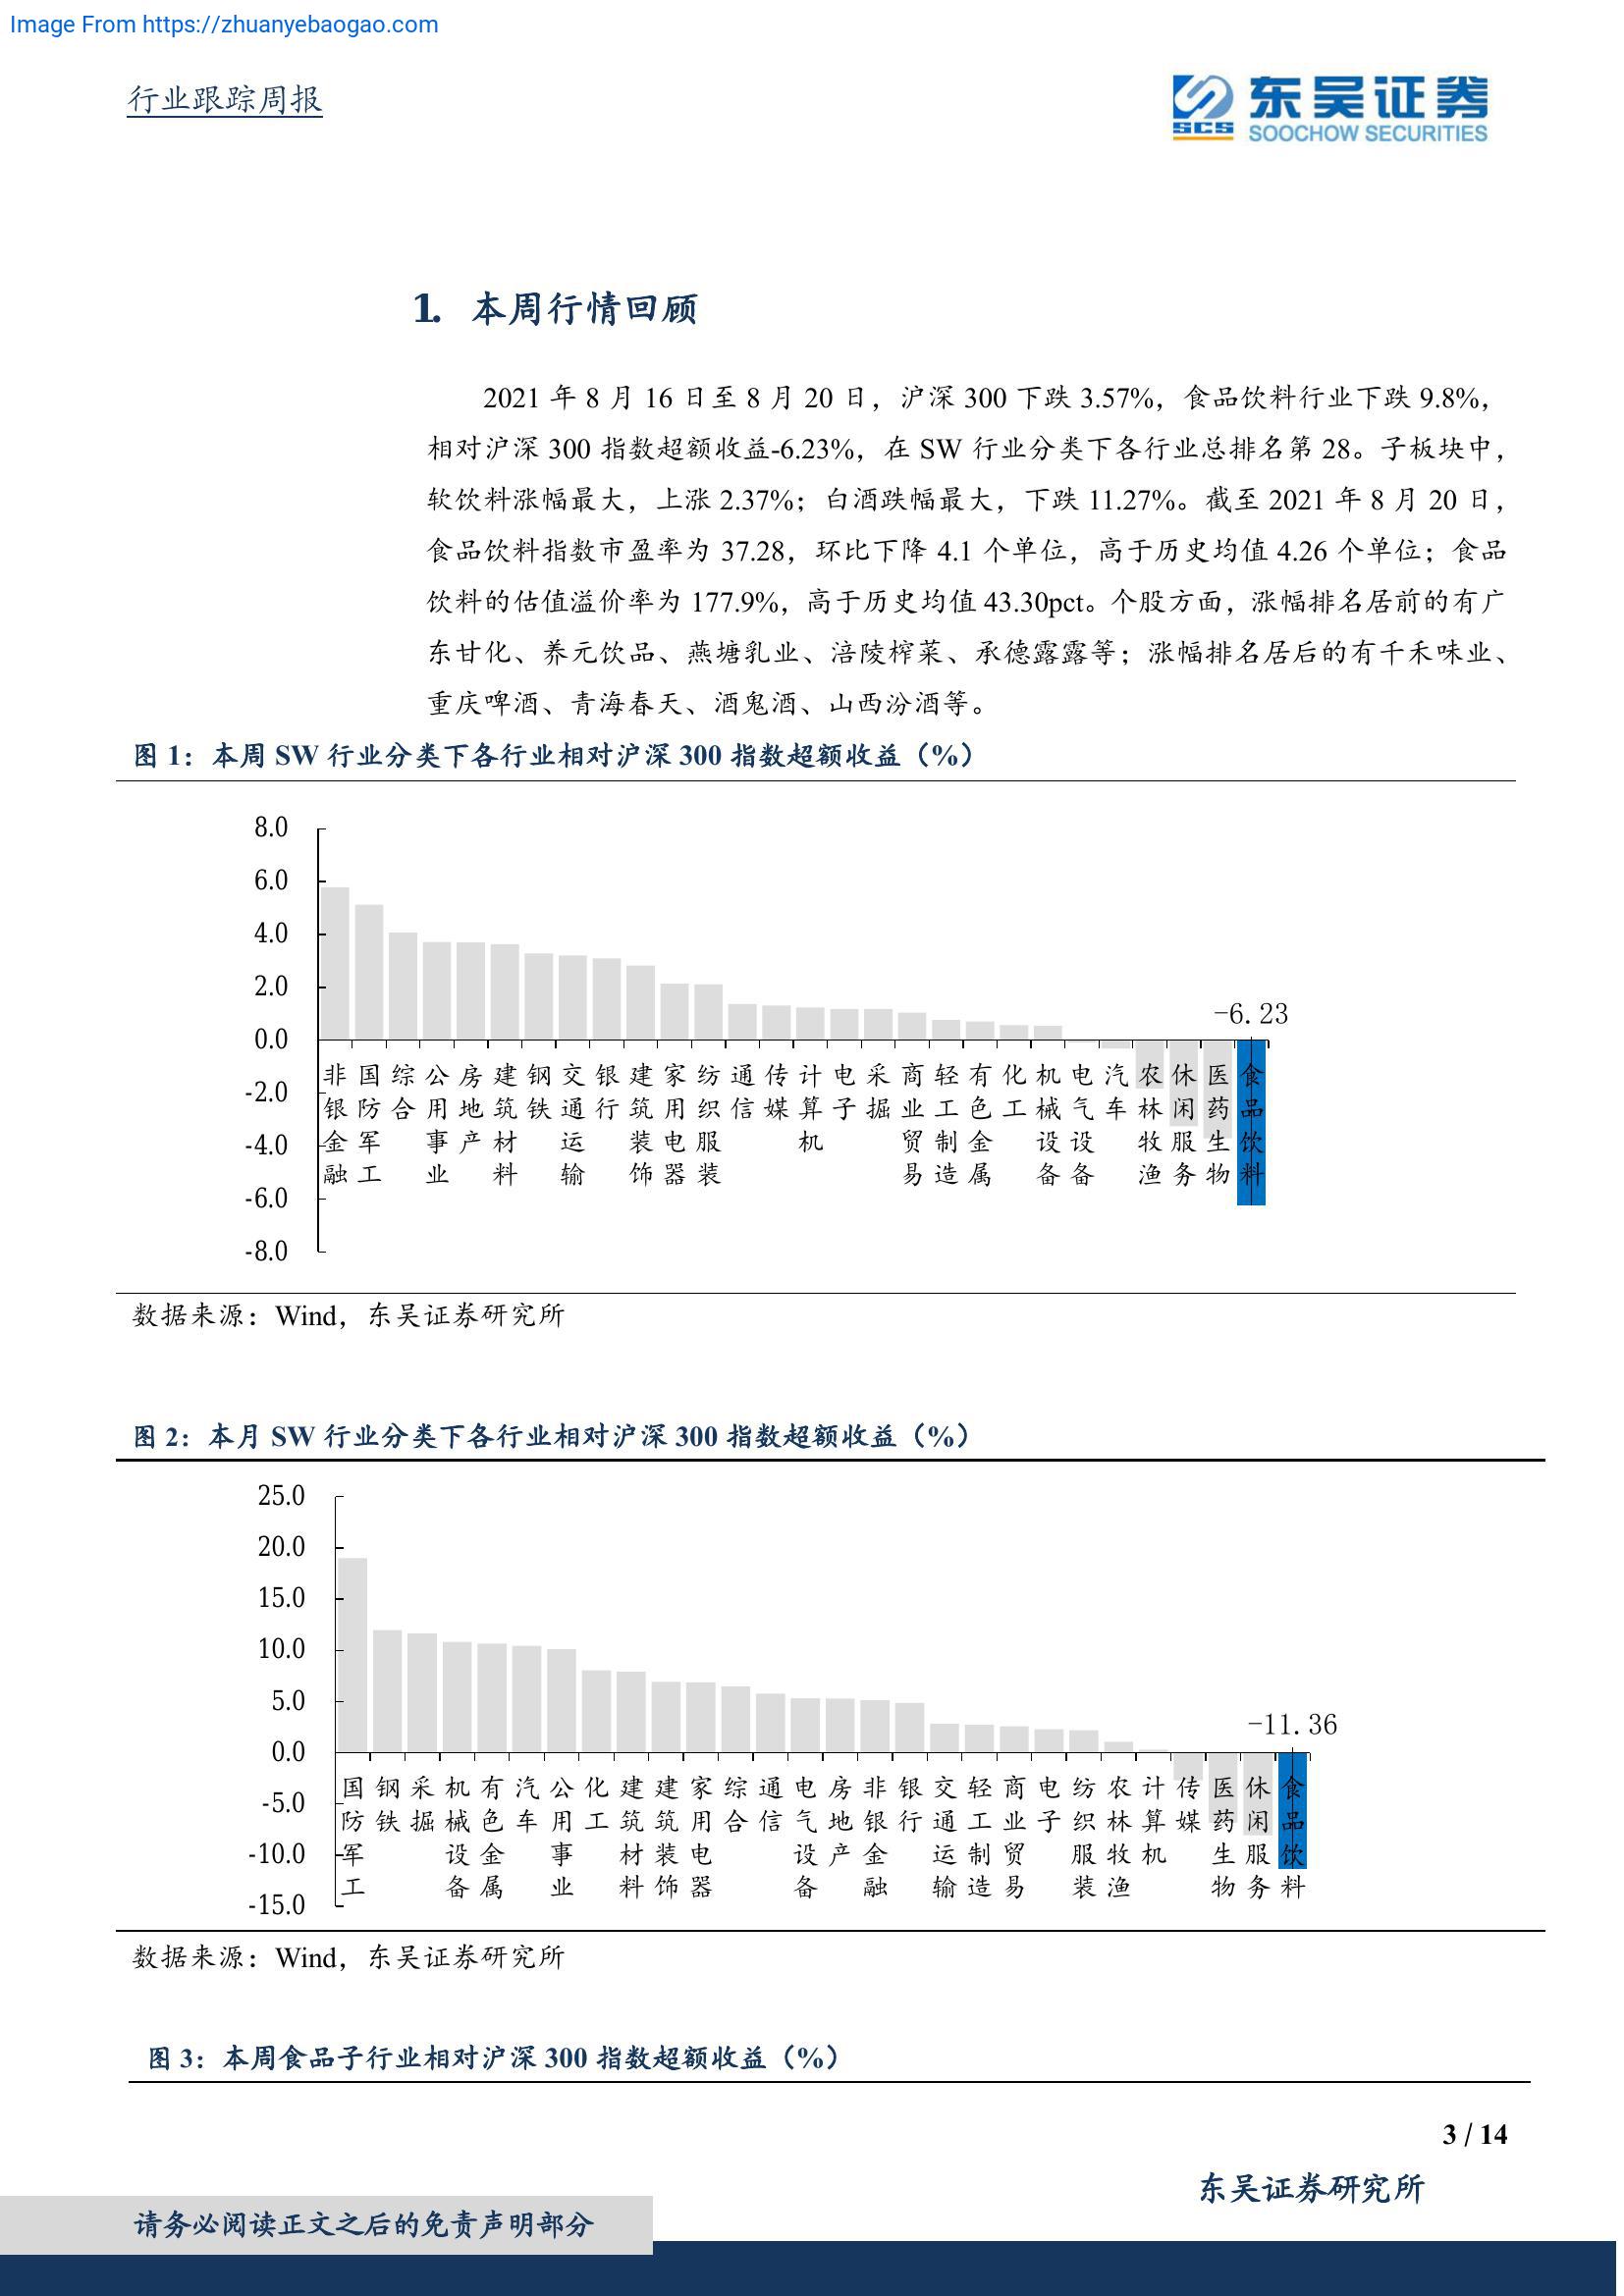 Image From https://zhuanyebaogao.com
行业跟踪周报
SCS
东吴证券
SOOCHOW SECURITIES
1. 本周行情回顾
2021 年 8 月 16 日至 8 月 20 日，沪深 300 下跌 3.57%，食品饮料行业下跌 9.8%，
相对沪深 300 指数超额收益-6.23%，在 SW 行业分类下各行业总排名第 28。子板块中，
软饮料涨幅最大，上涨 2.37%；白酒跌幅最大，下跌 11.27%。截至 2021 年 8 月 20 日，
食品饮料指数市盈率为 37.28，环比下降 4.1 个单位，高于历史均值 4.26 个单位；食品
饮料的估值溢价率为 177.9%，高于历史均值 43.30pct。个股方面，涨幅排名居前的有广
东甘化、养元饮品、燕塘乳业、涪陵榨菜、承德露露等；涨幅排名居后的有千禾味业、
重庆啤酒、青海春天、酒鬼酒、山西汾酒等。
图 1：本周 SW 行业分类下各行业相对沪深 300 指数超额收益（%）
8.0
6.0
4.0
2.0
0.0
-2.0
-4.0
-6.0
-8.0
-6.23
非银金融
国防军工
综合
公用事业
房地产
建筑材料
钢铁
交通运输
银行
建筑装饰
家用电器
纺织服装
通信
传媒
计算机
电子
采掘
商业贸易
轻工制造
有色金属
化工
机械设备
电气设备
汽车
农林牧渔
休闲服务
医药生物
食品饮料
数据来源：Wind，东吴证券研究所
图 2：本月 SW 行业分类下各行业相对沪深 300 指数超额收益（%）
25.0
20.0
15.0
10.0
5.0
0.0
-5.0
-10.0
-15.0
-11.36
国防军工
钢铁
采掘
机械设备
有色金属
汽车
公用事业
化工
建筑材料
建筑装饰
家用电器
综合
通信
电气设备
房地产
非银金融
银行
交通运输
轻工制造
商业贸易
电子
纺织服装
农林牧渔
计算机
传媒
医药生物
休闲服务
食品饮料
数据来源：Wind，东吴证券研究所
图 3：本周食品子行业相对沪深 300 指数超额收益（%）
3 / 14
东吴证券研究所
请务必阅读正文之后的免责声明部分